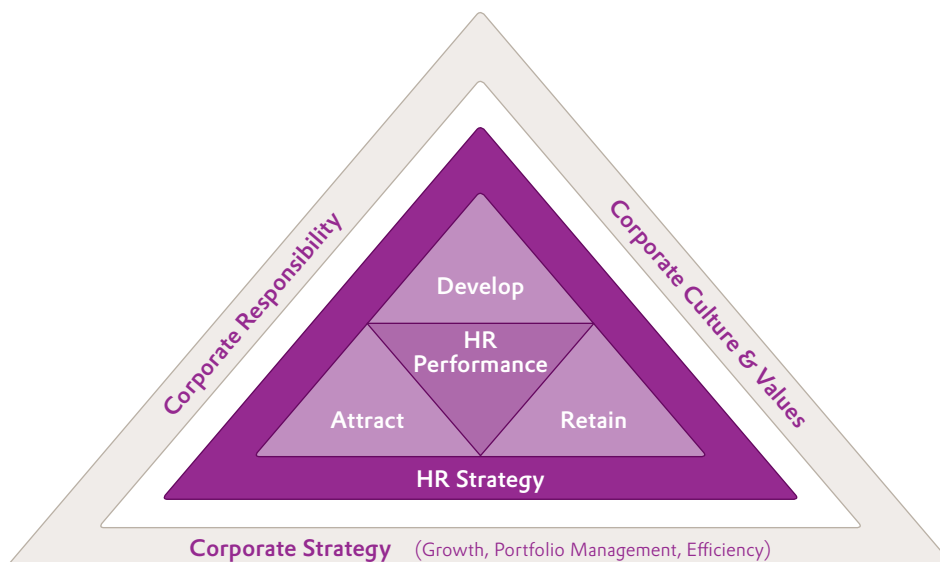 Corporate Responsibility
Corporate Culture & Values
Develop
HR
Performance
Attract
Retain
HR Strategy
Corporate Strategy (Growth, Portfolio Management, Efficiency)